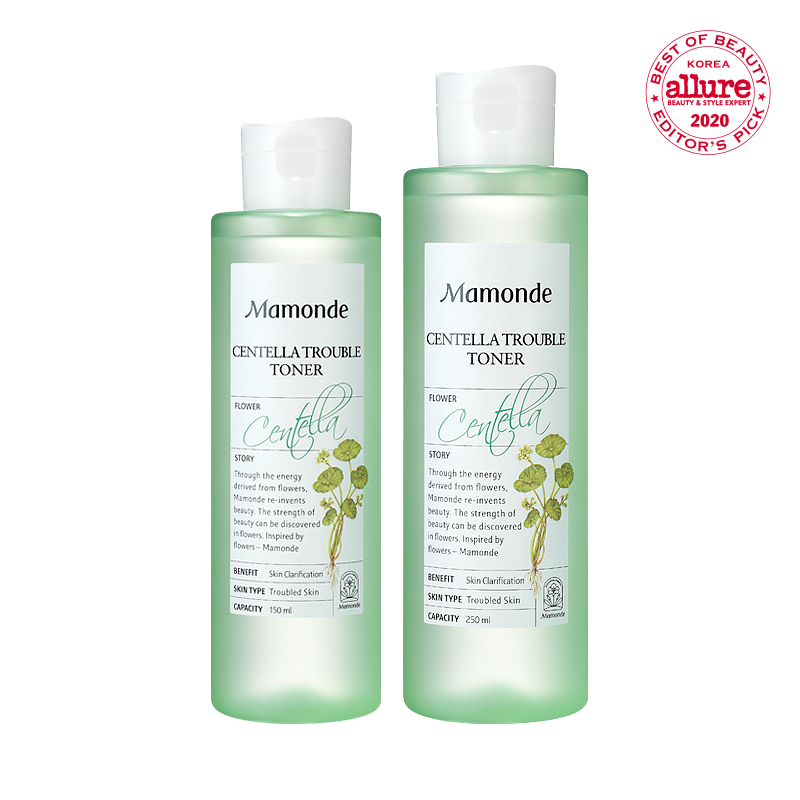 BEST OF BEAUTY
KOREA
allure
BEAUTY & STYLE EXPERT
2020
EDITOR'S PICK
Mamonde
CENTELLA TROUBLE
TONER
FLOWER
Centella
STORY
Through the energy
derived from flowers,
Mamonde re-invents
beauty. The strength of
beauty can be discovered
in flowers. Inspired by
flowers – Mamonde
BENEFIT Skin Clarification
SKIN TYPE Troubled Skin
CAPACITY 150 ml
Mamonde
Mamonde
CENTELLA TROUBLE
TONER
FLOWER
Centella
STORY
Through the energy
derived from flowers,
Mamonde re-invents
beauty. The strength of
beauty can be discovered
in flowers. Inspired by
flowers – Mamonde
BENEFIT Skin Clarification
SKIN TYPE Troubled Skin
CAPACITY 250 ml
Mamonde